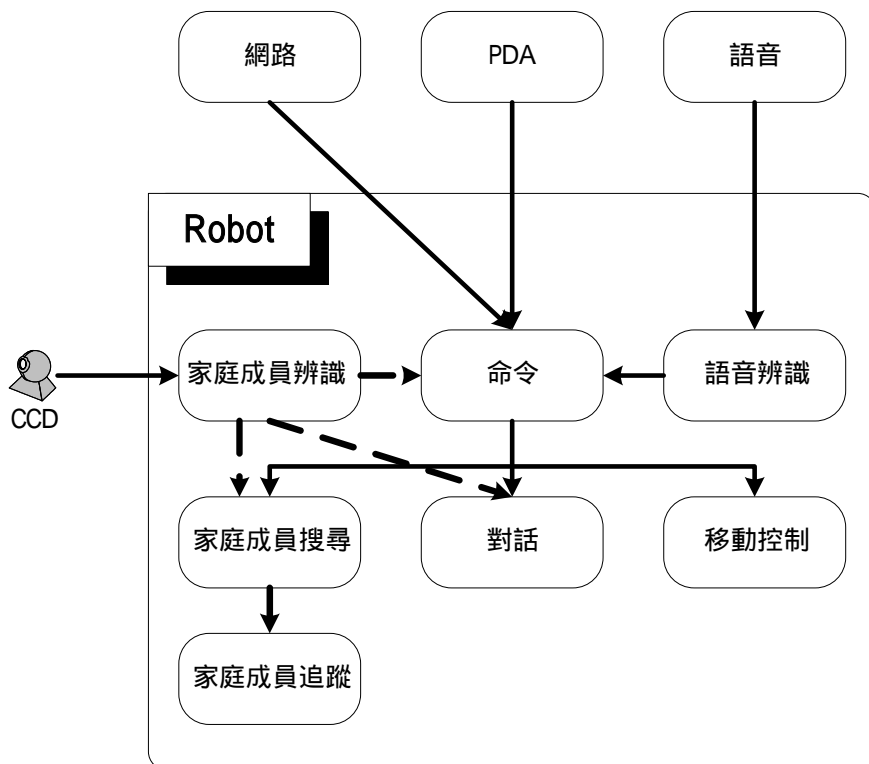 網路
PDA
語音
Robot
家庭成員辨識
命令
語音辨識
CCD
家庭成員搜尋
對話
移動控制
家庭成員追蹤